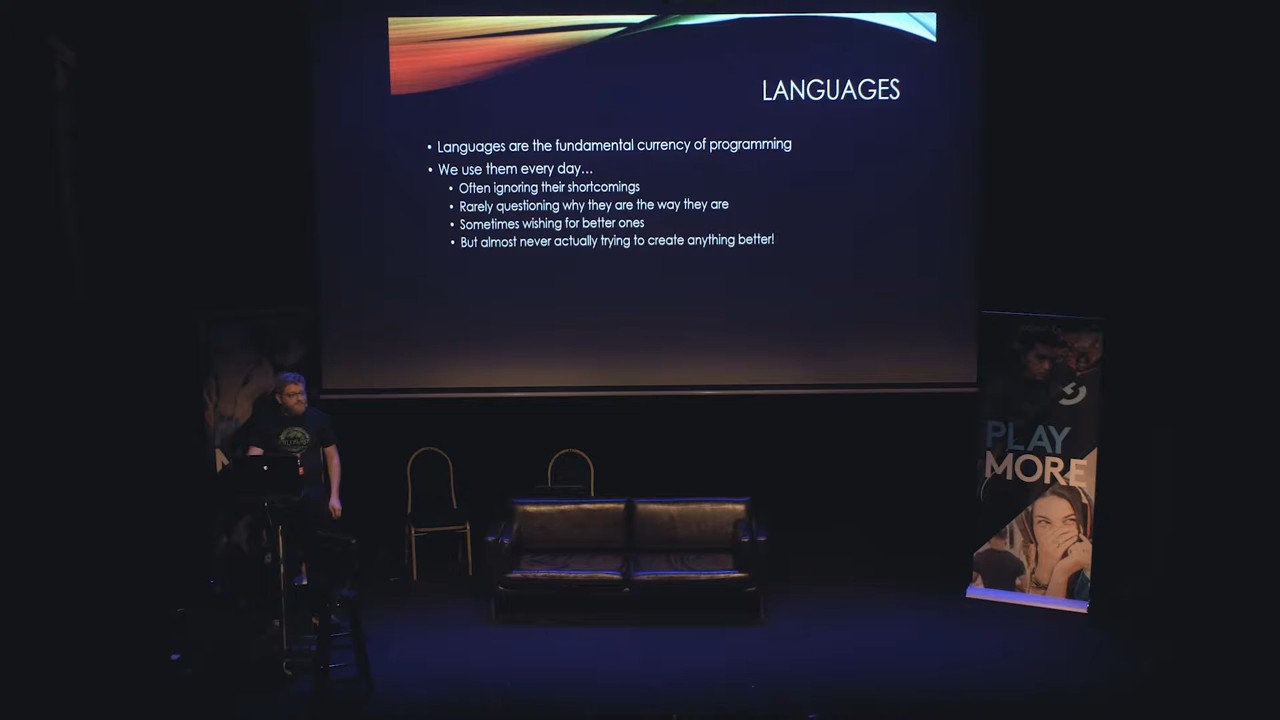 LANGUAGES
• Languages are the fundamental currency of programming
• We use them every day...
• Often ignoring their shortcomings
• Rarely questioning why they are the way they are
• Sometimes wishing for better ones
• But almost never actually trying to create anything better!
PLAY
MORE